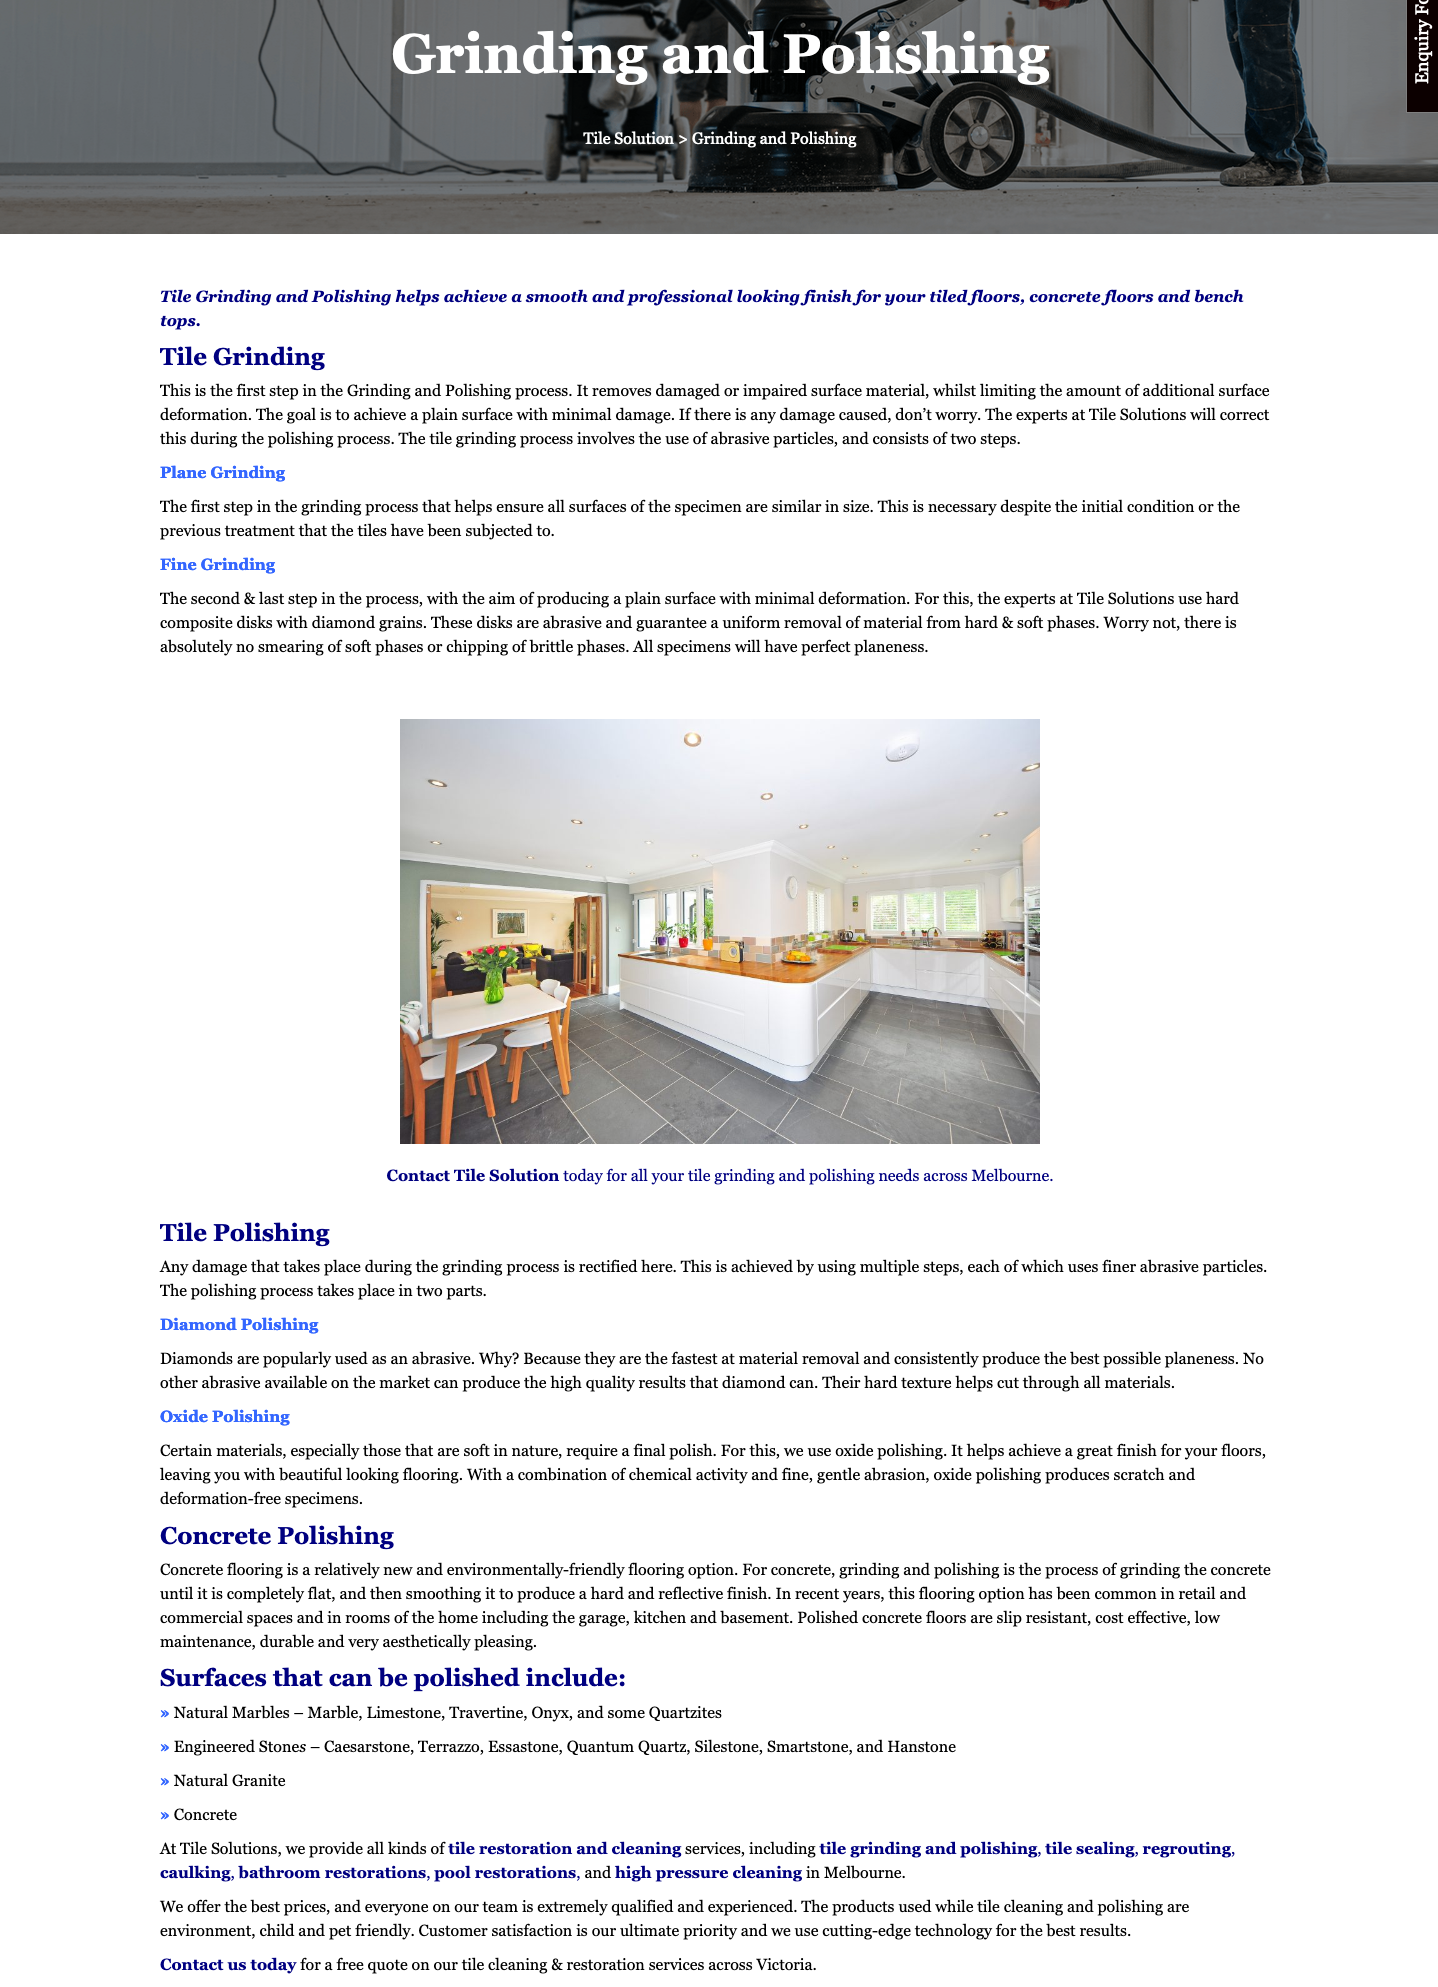 Enquiry
Grinding and Polishing
Tile Solution > Grinding and Polishing
Tile Grinding and Polishing helps achieve a smooth and professional looking finish for your tiled floors, concrete floors and bench
tops.
Tile Grinding
This is the first step in the Grinding and Polishing process. It removes damaged or impaired surface material, whilst limiting the amount of additional surface
deformation. The goal is to achieve a plain surface with minimal damage. If there is any damage caused, don’t worry. The experts at Tile Solutions will correct
this during the polishing process. The tile grinding process involves the use of abrasive particles, and consists of two steps.
Plane Grinding
The first step in the grinding process that helps ensure all surfaces of the specimen are similar in size. This is necessary despite the initial condition or the
previous treatment that the tiles have been subjected to.
Fine Grinding
The second & last step in the process, with the aim of producing a plain surface with minimal deformation. For this, the experts at Tile Solutions use hard
composite disks with diamond grains. These disks are abrasive and guarantee a uniform removal of material from hard & soft phases. Worry not, there is
absolutely no smearing of soft phases or chipping of brittle phases. All specimens will have perfect planeness.
Contact Tile Solution today for all your tile grinding and polishing needs across Melbourne.
Tile Polishing
Any damage that takes place during the grinding process is rectified here. This is achieved by using multiple steps, each of which uses finer abrasive particles.
The polishing process takes place in two parts.
Diamond Polishing
Diamonds are popularly used as an abrasive. Why? Because they are the fastest at material removal and consistently produce the best possible planeness. No
other abrasive available on the market can produce the high quality results that diamond can. Their hard texture helps cut through all materials.
Oxide Polishing
Certain materials, especially those that are soft in nature, require a final polish. For this, we use oxide polishing. It helps achieve a great finish for your floors,
leaving you with beautiful looking flooring. With a combination of chemical activity and fine, gentle abrasion, oxide polishing produces scratch and
deformation-free specimens.
Concrete Polishing
Concrete flooring is a relatively new and environmentally-friendly flooring option. For concrete, grinding and polishing is the process of grinding the concrete
until it is completely flat, and then smoothing it to produce a hard and reflective finish. In recent years, this flooring option has been common in retail and
commercial spaces and in rooms of the home including the garage, kitchen and basement. Polished concrete floors are slip resistant, cost effective, low
maintenance, durable and very aesthetically pleasing.
Surfaces that can be polished include:
» Natural Marbles – Marble, Limestone, Travertine, Onyx, and some Quartzites
» Engineered Stones – Caesarstone, Terrazzo, Essastone, Quantum Quartz, Silestone, Smartstone, and Hanstone
» Natural Granite
» Concrete
At Tile Solutions, we provide all kinds of tile restoration and cleaning services, including tile grinding and polishing, tile sealing, regrouting,
caulking, bathroom restorations, pool restorations, and high pressure cleaning in Melbourne.
We offer the best prices, and everyone on our team is extremely qualified and experienced. The products used while tile cleaning and polishing are
environment, child and pet friendly. Customer satisfaction is our ultimate priority and we use cutting-edge technology for the best results.
Contact us today for a free quote on our tile cleaning & restoration services across Victoria.